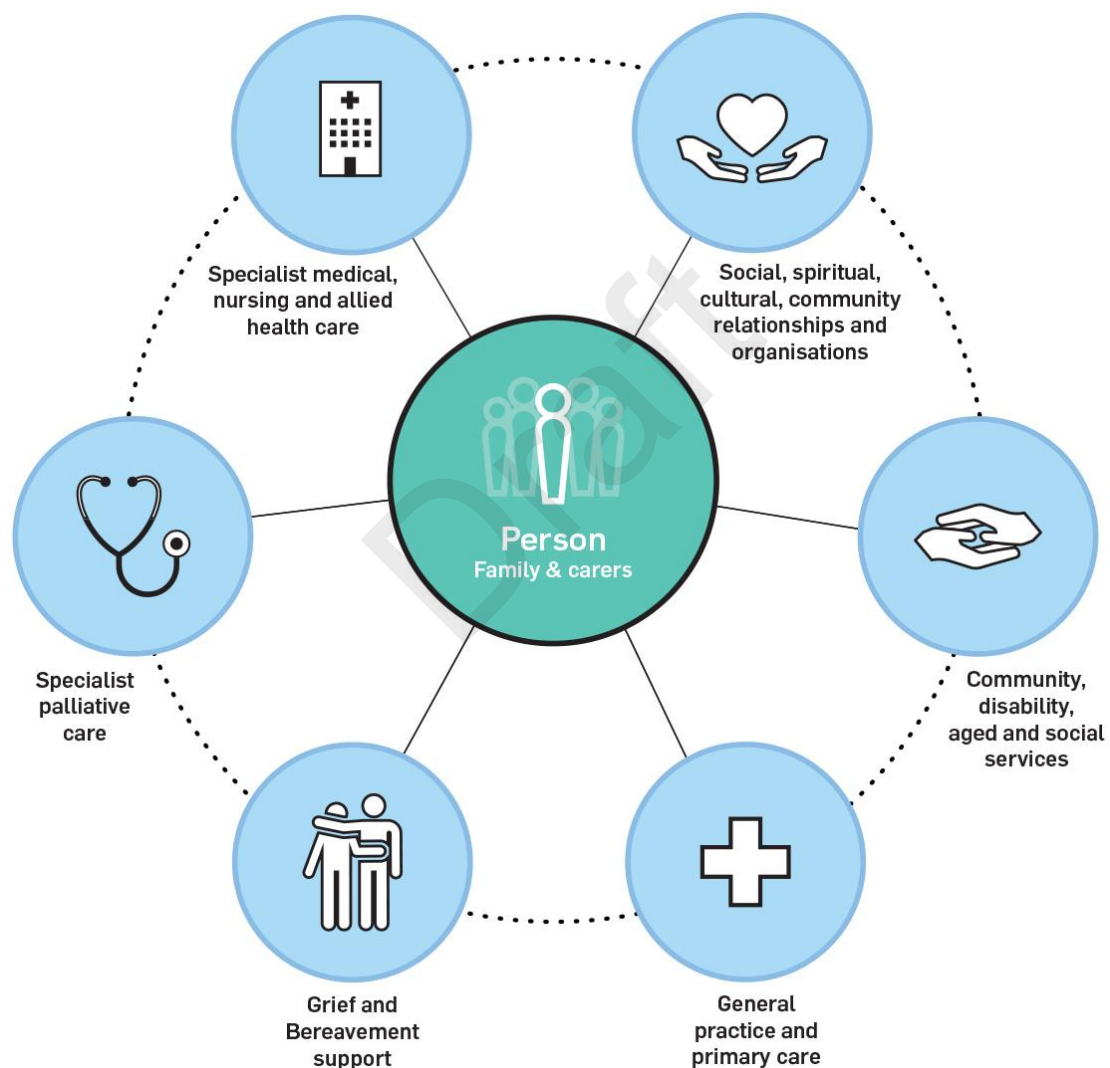 Specialist medical,
nursing and allied
health care
Social, spiritual,
cultural, community
relationships and
organisations
Person
Family & carers
Draft
Specialist
palliative
care
Community,
disability,
aged and social
services
Grief and
Bereavement
support
General
practice and
primary care